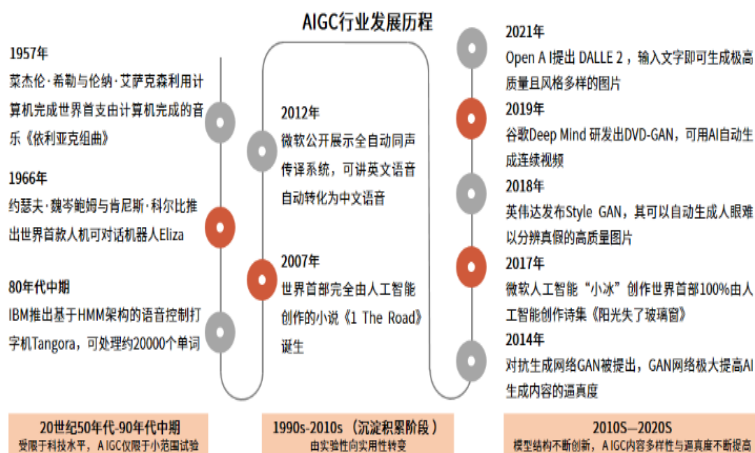 AIGC行业发展历程
1957年
莱杰伦·希勒与伦纳·艾萨克森利用计
算机完成世界首支由计算机完成的音
乐《依利亚克组曲》
1966年
约瑟夫·魏岑鲍姆与肯尼斯·科尔比推
出世界首款人机可对话机器人Eliza
80年代中期
IBM推出基于HMM架构的语音控制打
字机Tangora，可处理约20000个单词
20世纪50年代-90年代中期
受限于科技水平，AIGC仅限于小范围试验
2012年
微软公开展示全自动同声
传译系统，可讲英文语音
自动转化为中文语音
2007年
世界首部完全由人工智能
创作的小说《1 The Road》
诞生
1990s-2010s（沉淀积累阶段）
由实验性向实用性转变
2021年
Open A I提出 DALLE 2，输入文字即可生成极高
质量且风格多样的图片
2019年
谷歌Deep Mind 研发出DVD-GAN，可用AI自动生
成连续视频
2018年
英伟达发布Style GAN，其可以自动生成人眼难
以分辨真假的高质量图片
2017年
微软人工智能“小冰”创作世界首部100%由人
工智能创作诗集《阳光失了玻璃窗》
2014年
对抗生成网络GAN被提出，GAN网络极大提高AI
生成内容的逼真度
2010S—2020S
模型结构不断创新，AIGC内容多样性与逼真度不断提高